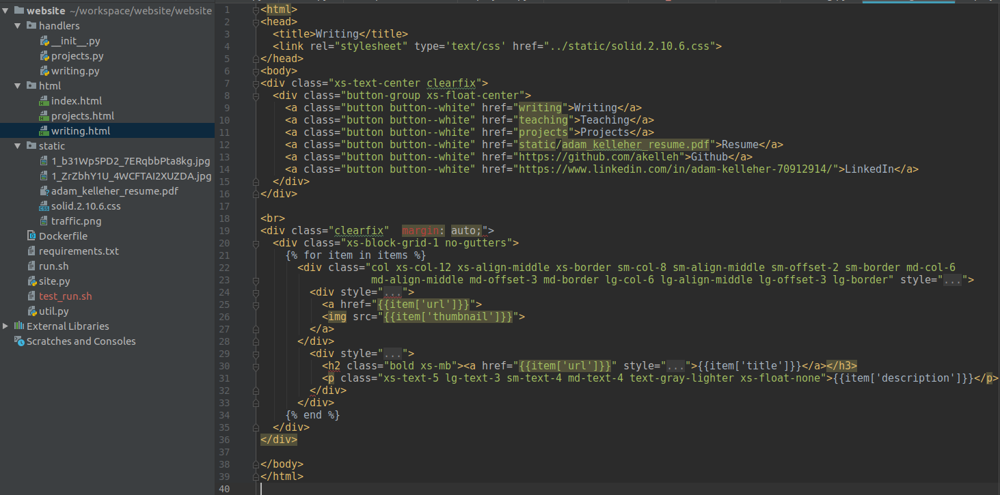 website ~/workspace/website/website
handlers
__init__.py
projects.py
writing.py
html
index.html
projects.html
writing.html
static
1_b31Wp5PD2_7ERqbbPta8kg.jpg
1_ZrZbhY1U_4WCFTAI2XUZDA.jpg
adam_kelleher_resume.pdf
solid.2.10.6.css
traffic.png
Dockerfile
requirements.txt
run.sh
site.py
test_run.sh
util.py
External Libraries
Scratches and Consoles
1 <html>
2 <head>
3 <title>Writing</title>
4 <link rel="stylesheet" type='text/css' href="../static/solid.2.10.6.css">
5 </head>
6 <body>
7 <div class="xs-text-center clearfix">
8 <div class="button-group xs-float-center">
9 <a class="button button--white" href="writing">Writing</a>
10 <a class="button button--white" href="teaching">Teaching</a>
11 <a class="button button--white" href="projects">Projects</a>
12 <a class="button button--white" href="static/adam_kelleher_resume.pdf">Resume</a>
13 <a class="button button--white" href="https://github.com/akelleh">Github</a>
14 <a class="button button--white" href="https://www.linkedin.com/in/adam-kelleher-70912914/">LinkedIn</a>
15 </div>
16 </div>
17
18 <br>
19 <div class="clearfix"  margin: auto;">
20 <div class="xs-block-grid-1 no-gutters">
21 {% for item in items %}
22 <div class="col xs-col-12 xs-align-middle xs-border sm-col-8 sm-align-middle sm-offset-2 sm-border md-col-6
23 md-align-middle md-offset-3 md-border lg-col-6 lg-align-middle lg-offset-3 lg-border" style="...">
24 <div style="...">
25 <a href="{{item['url']}}">
26 <img src="{{item['thumbnail']}}">
27 </a>
28 </div>
29 <div style="...">
30 <h2 class="bold xs-mb"><a href="{{item['url']}}" style="...">{{item['title']}}</a></h3>
31 <p class="xs-text-5 lg-text-3 sm-text-4 md-text-4 text-gray-lighter xs-float-none">{{item['description']}}</p>
32 </div>
33 </div>
34 {% end %}
35 </div>
36 </div>
37
38 </body>
39 </html>
40